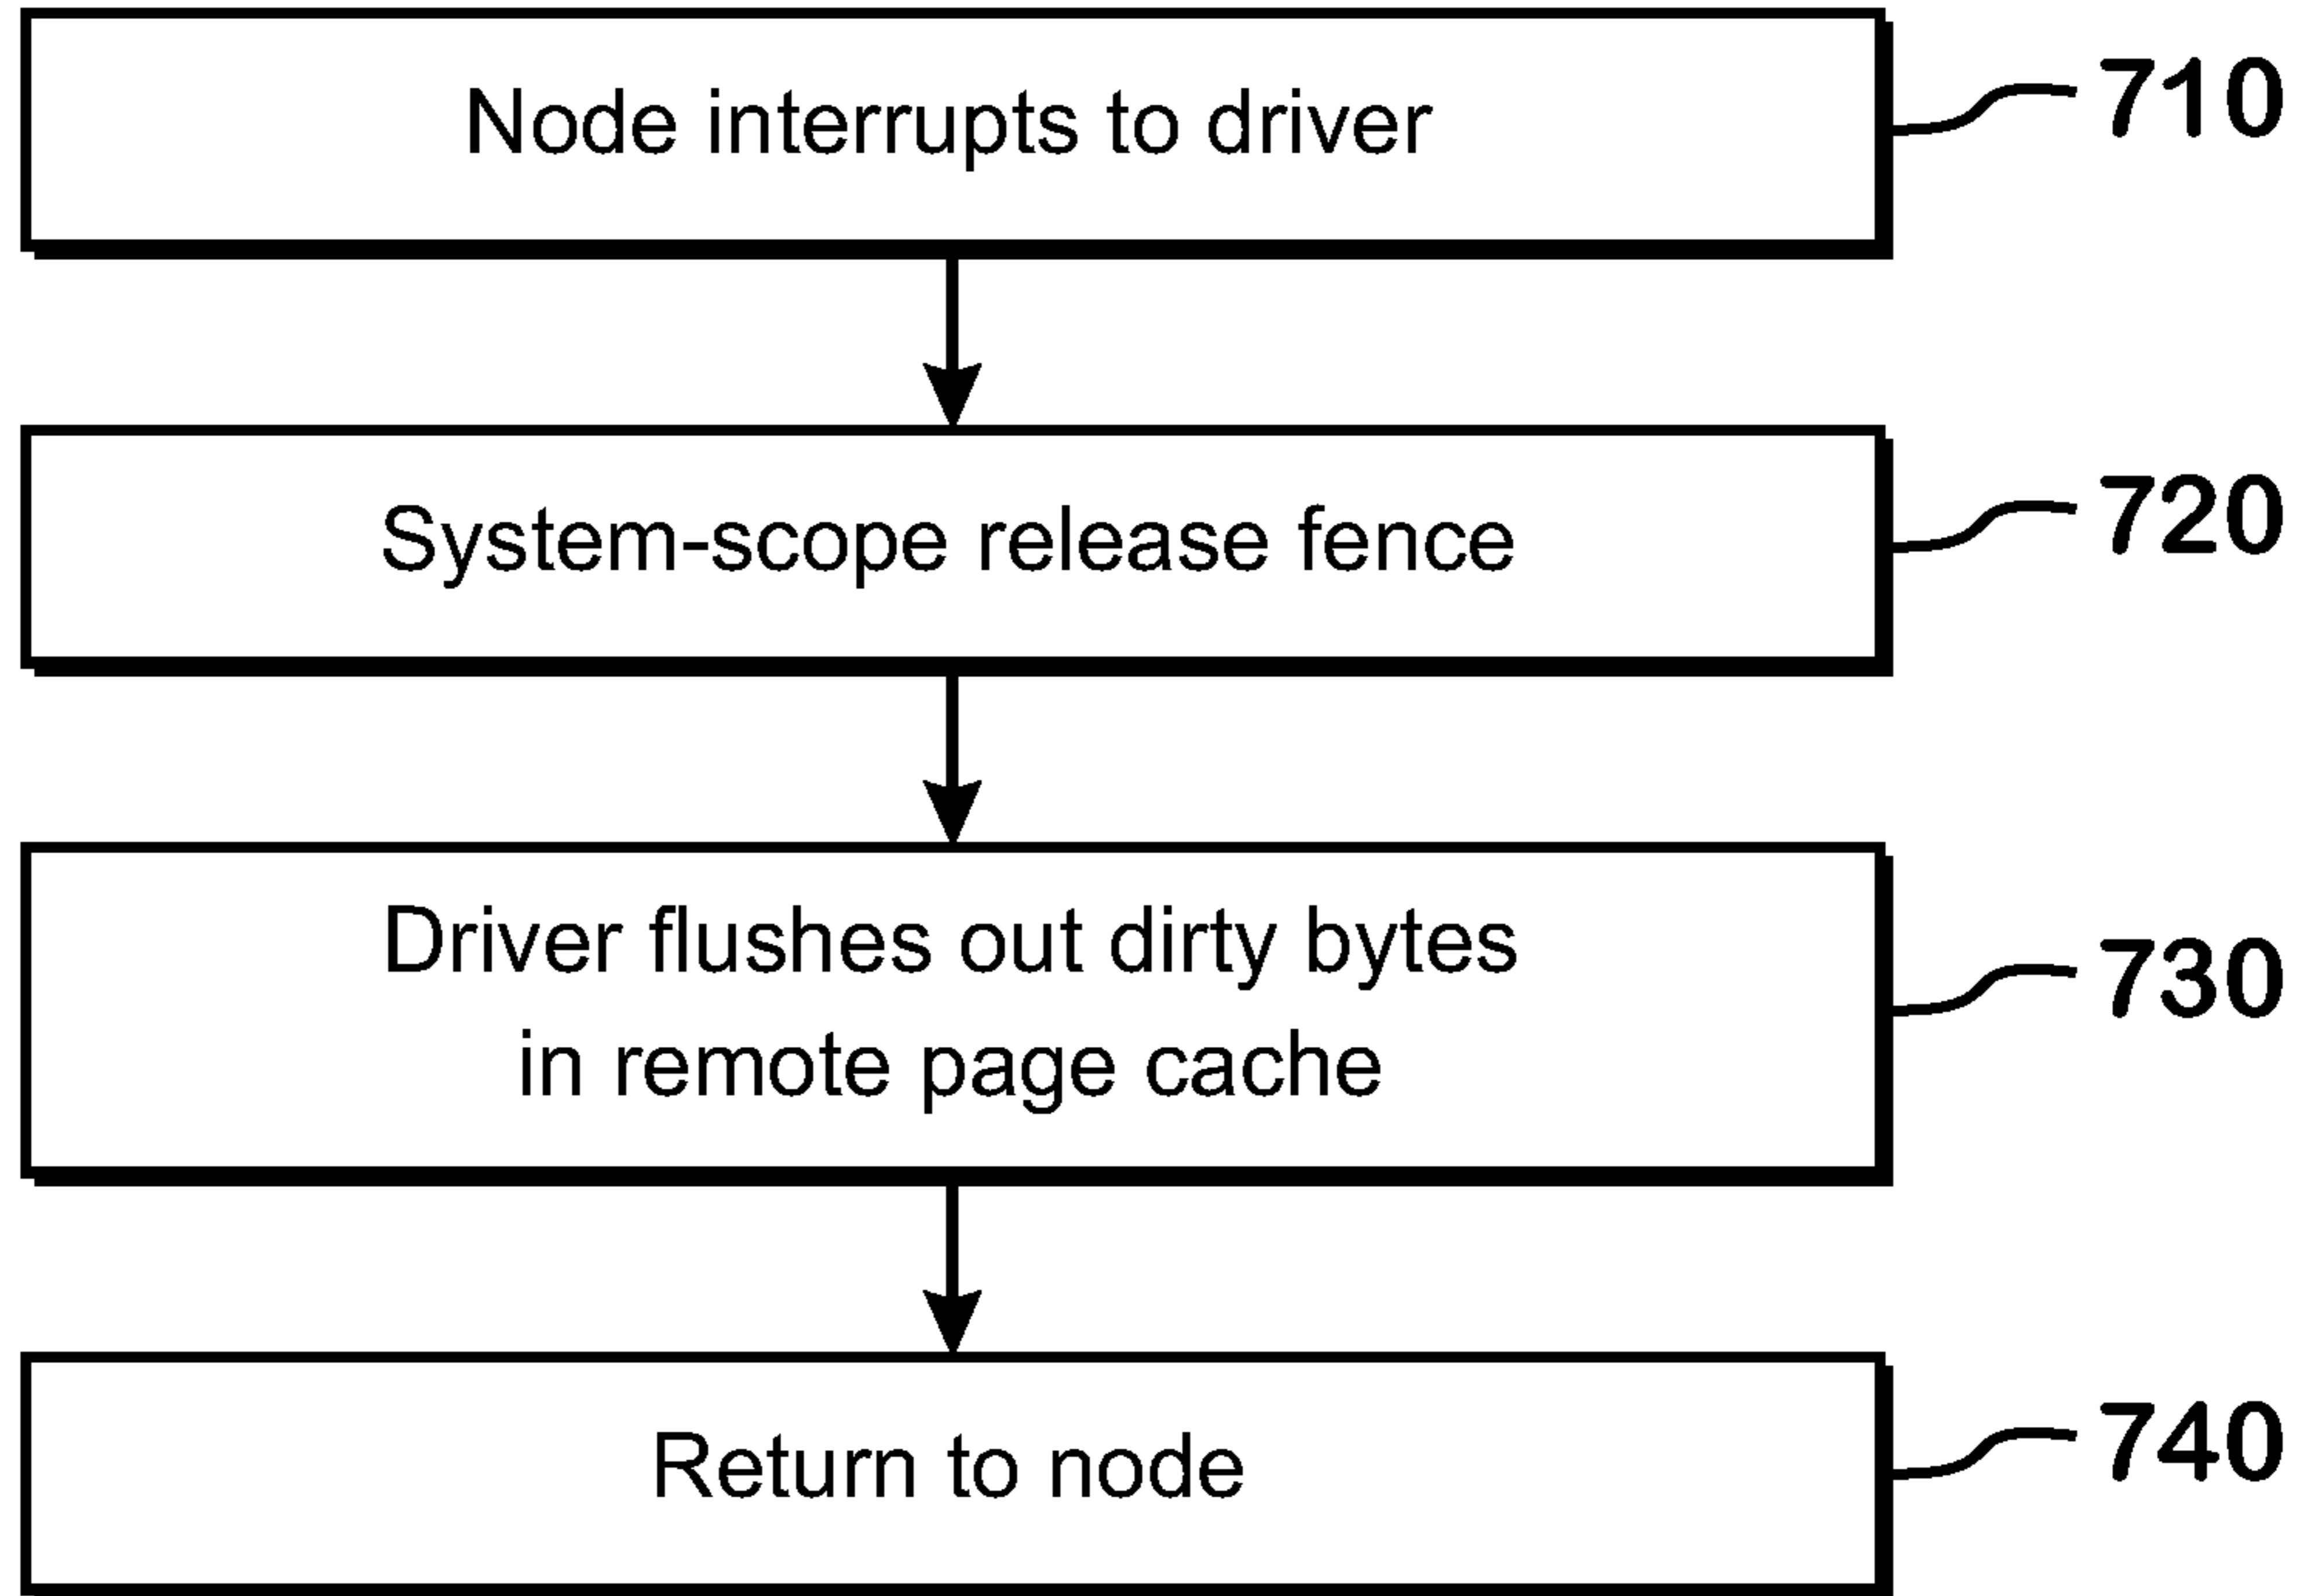 Node interrupts to driver
710
System-scope release fence
720
Driver flushes out dirty bytes
in remote page cache
730
Return to node
740